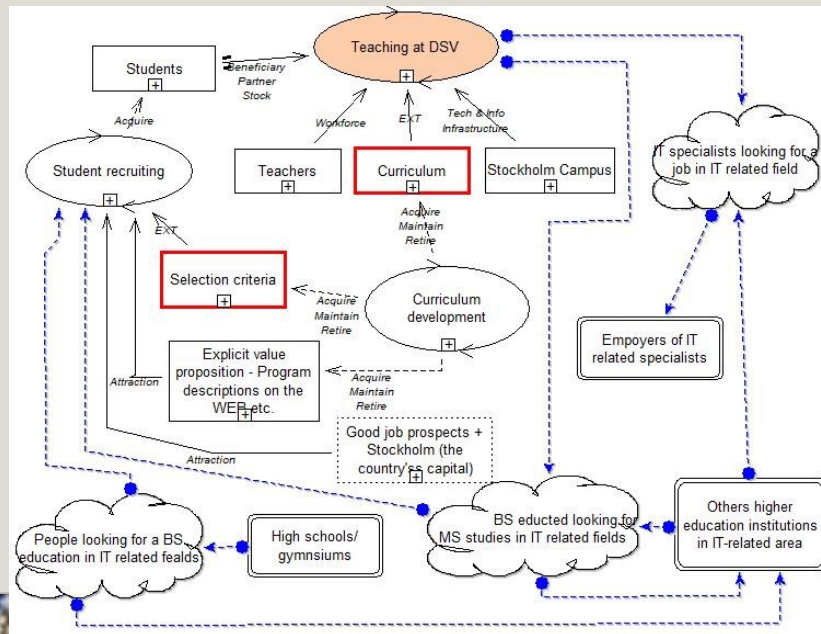 Teaching at DSV
Students
Beneficiary
Partner
Stock
Acquire
Workforce
EXT
Tech & Info
Infrastructure
Student recruiting
Teachers
Curriculum
Stockholm Campus
IT specialists looking for a
job in IT related field
EXT
Acquire
Maintain
Retire
Selection criteria
Acquire
Maintain
Retire
Curriculum
development
Empoyers of IT
related specialists
Explicit value
proposition - Program
descriptions on the
WEB etc.
Attraction
Acquire
Maintain
Retire
Good job prospects +
Stockholm (the
country'ss capital)
Attraction
People looking for a BS
education in IT related fealds
High schools/
gymnsiums
BS educted looking for
MS studies in IT related fields
Others higher
education institutions
in IT-related area